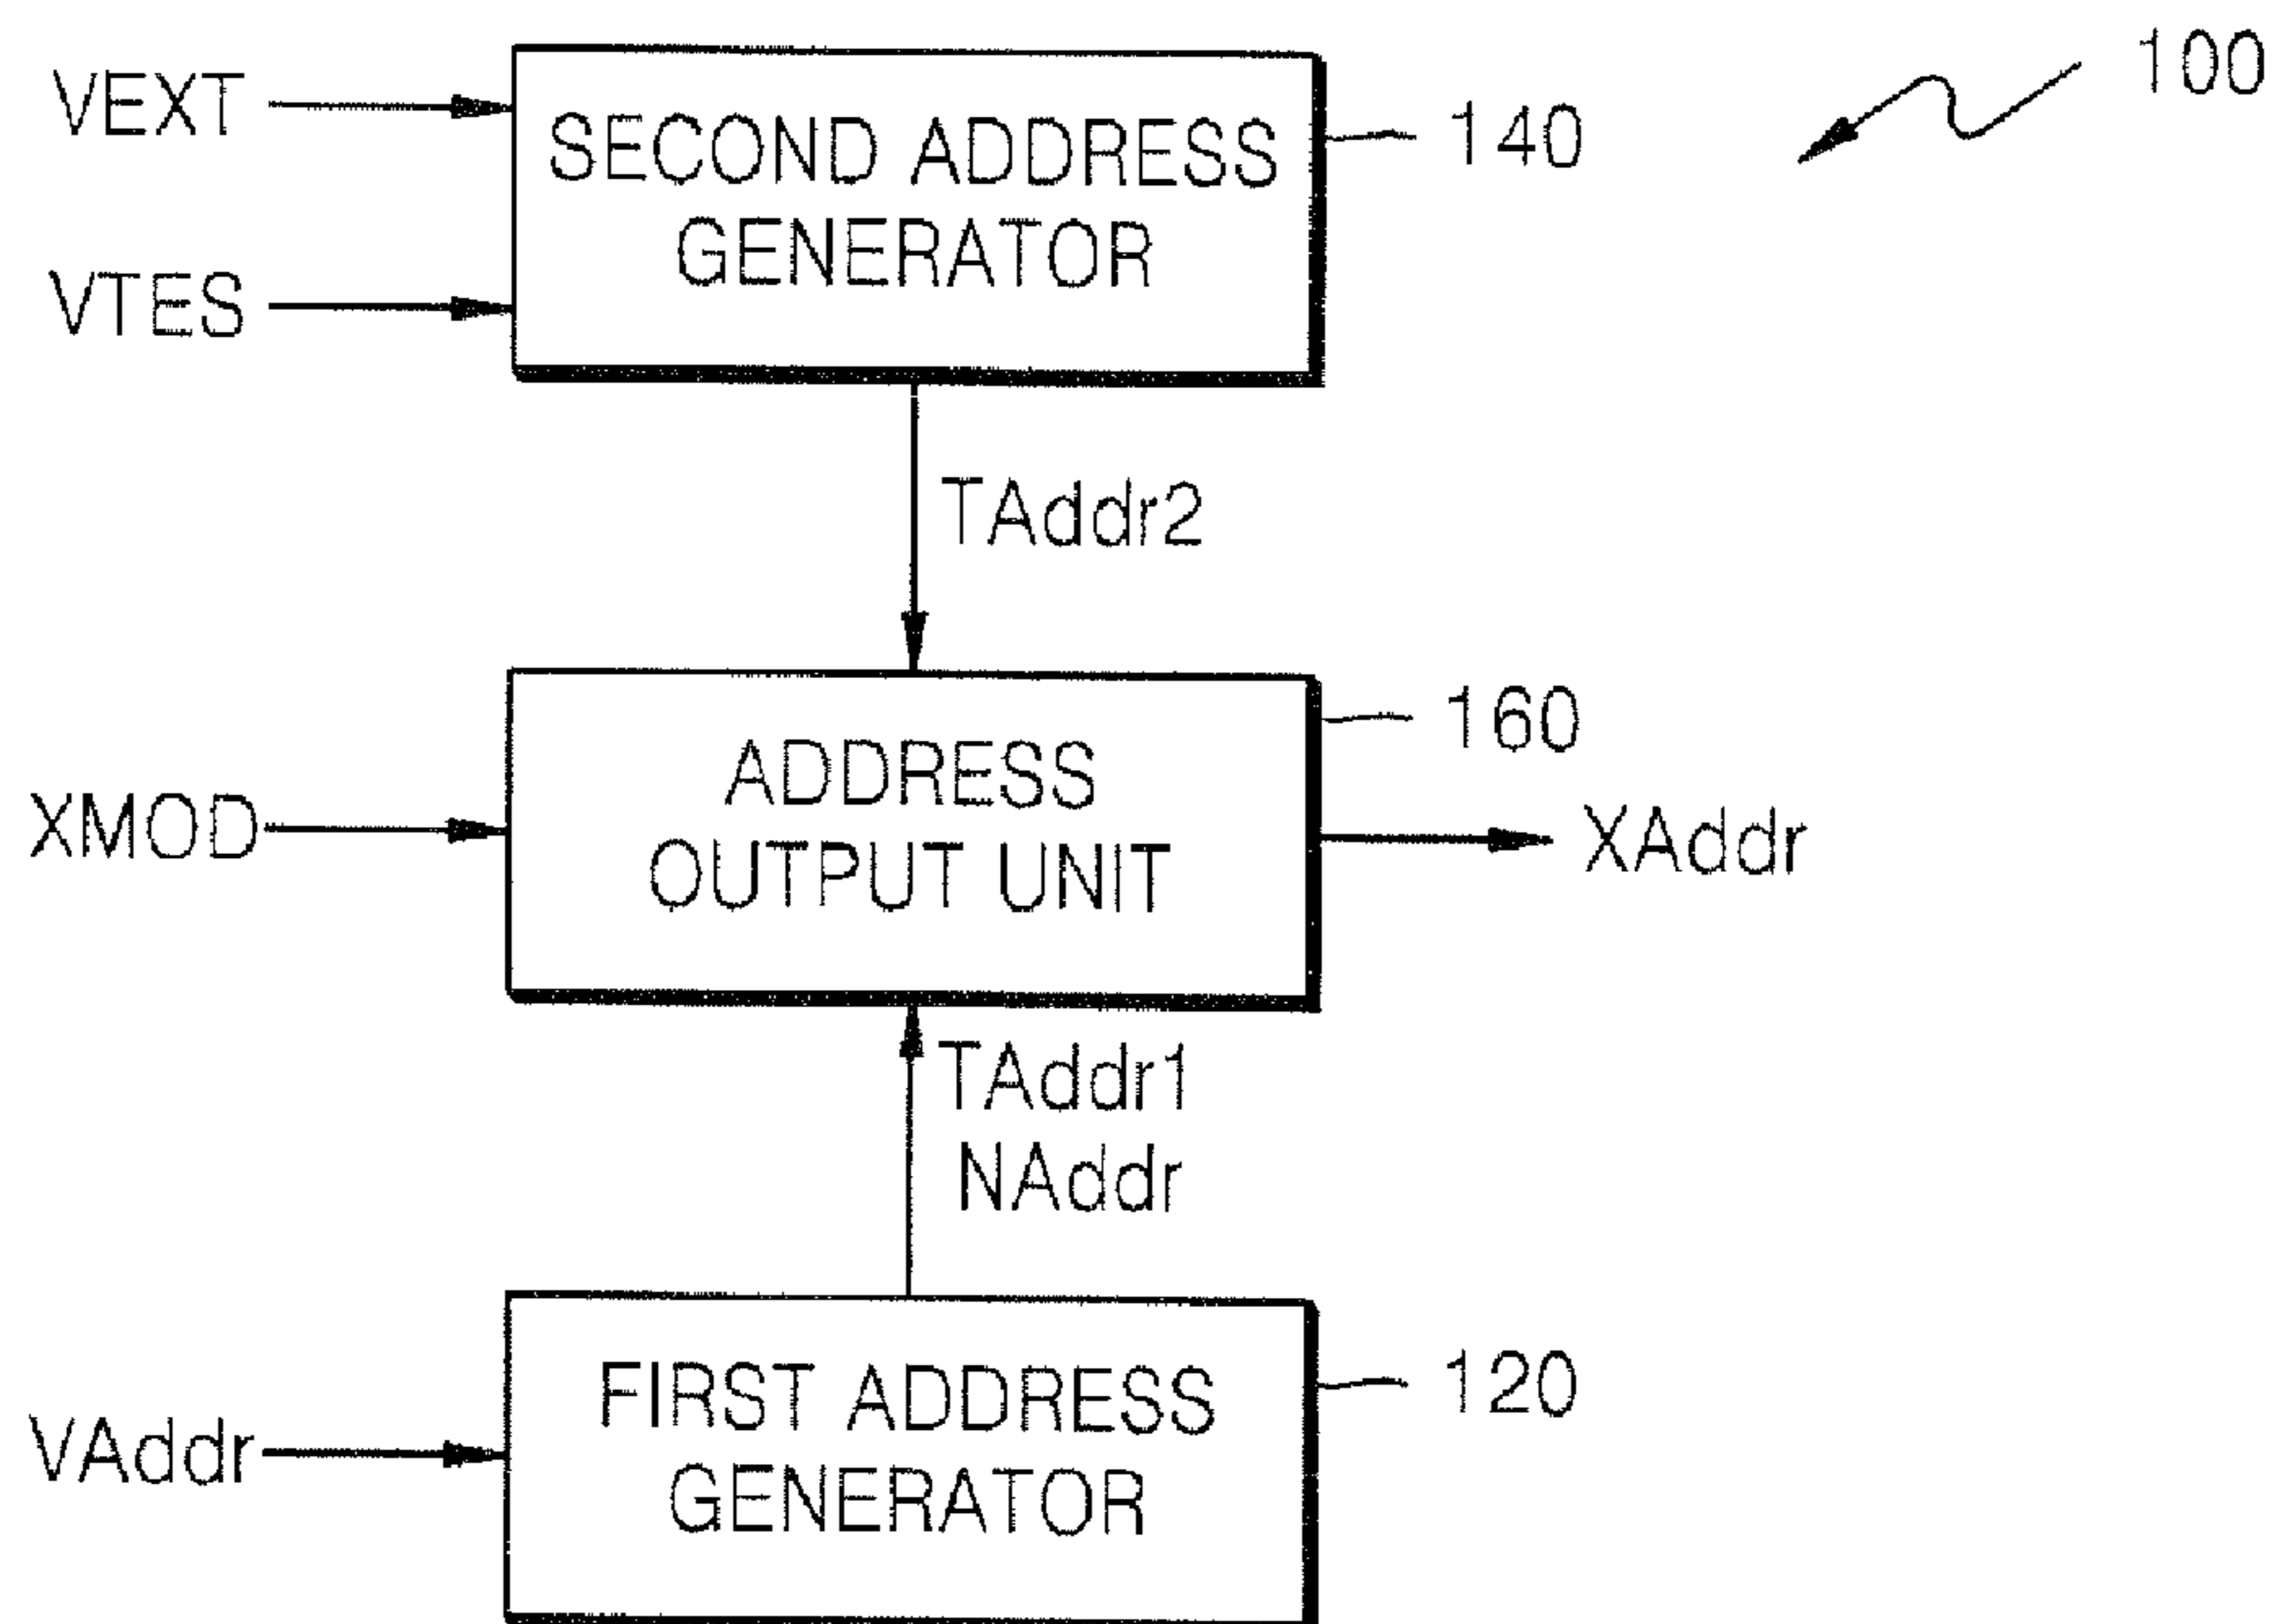 100
VEXT
SECOND ADDRESS
GENERATOR
140
VTES
TAddr2
160
XMOD
ADDRESS
OUTPUT UNIT
XAddr
TAddr1
NAddr
120
VAddr
FIRST ADDRESS
GENERATOR